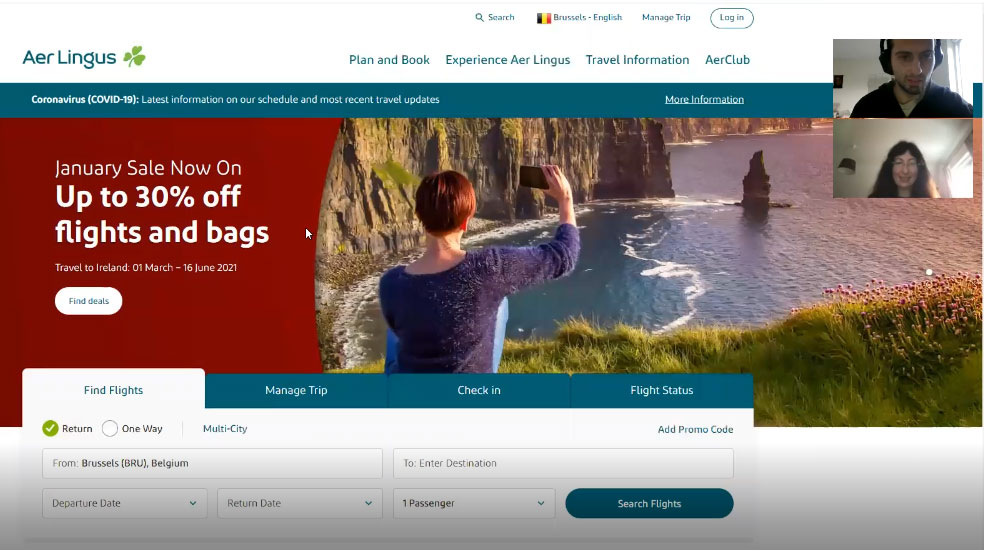 Search
Brussels - English
Manage Trip
Log in
Aer Lingus
Plan and Book
Experience Aer Lingus
Travel Information
AerClub
Coronavirus (COVID-19): Latest information on our schedule and most recent travel updates
More Information
January Sale Now On
Up to 30% off
flights and bags
Travel to Ireland: 01 March – 16 June 2021
Find deals
Find Flights
Manage Trip
Check in
Flight Status
Return
One Way
Multi-City
Add Promo Code
From: Brussels (BRU), Belgium
To: Enter Destination
Departure Date
Return Date
1 Passenger
Search Flights